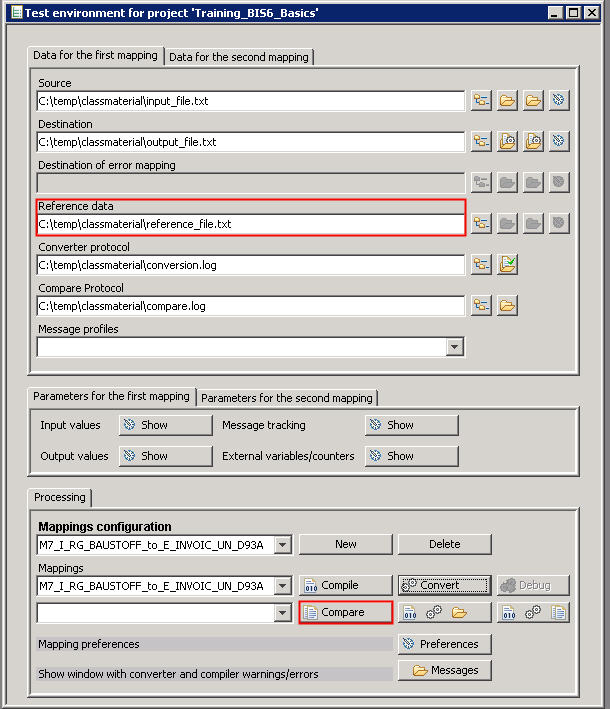 Test environment for project 'Training_BIS6_Basics'
Data for the first mapping Data for the second mapping
Source
C:\temp\classmaterial\input_file.txt
Destination
C:\temp\classmaterial\output_file.txt
Destination of error mapping
Reference data
C:\temp\classmaterial\reference_file.txt
Converter protocol
C:\temp\classmaterial\conversion.log
Compare Protocol
C:\temp\classmaterial\compare.log
Message profiles
Parameters for the first mapping Parameters for the second mapping
Input values Show Message tracking Show
Output values Show External variables/counters Show
Processing
Mappings configuration
M7_I_RG_BAUSTOFF_to_E_INVOIC_UN_D93A New Delete
Mappings
M7_I_RG_BAUSTOFF_to_E_INVOIC_UN_D93A 010 Compile Convert Debug
Compare 010 010
Mapping preferences Preferences
Show window with converter and compiler warnings/errors Messages